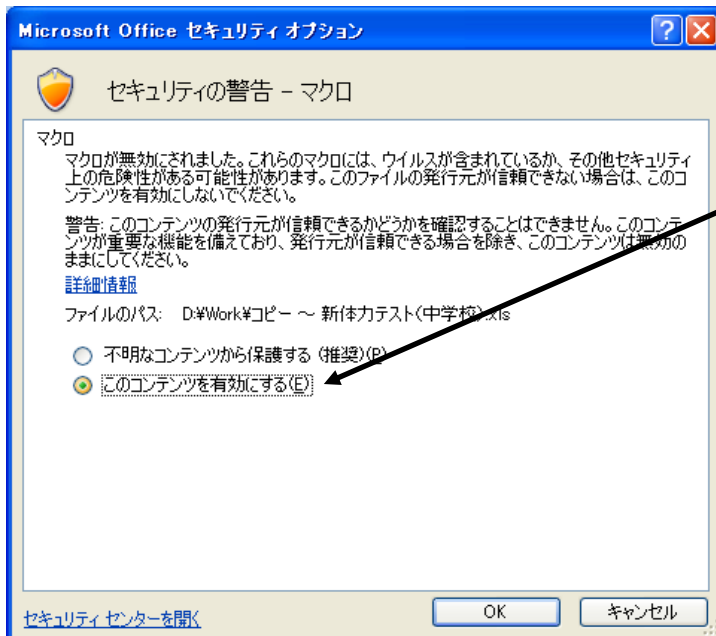 Microsoft Office セキュリティ オプション
セキュリティの警告 - マクロ
マクロ
マクロが無効にされました。これらのマクロには、ウイルスが含まれているか、その他セキュリティ
上の危険性がある可能性があります。このファイルの発行元が信頼できない場合は、このコ
ンテンツを有効にしないでください。
警告: このコンテンツの発行元が信頼できるかどうかを確認することはできません。このコンテ
ンツが重要な機能を備えており、発行元が信頼できる場合を除き、このコンテンツは無効の
ままにしてください。
詳細情報
ファイルのパス: D:¥Work¥コピー ～ 新体力テスト(中学校).xls
不明なコンテンツから保護する (推奨)(P)
このコンテンツを有効にする(E)
セキュリティ センターを開く
OK
キャンセル